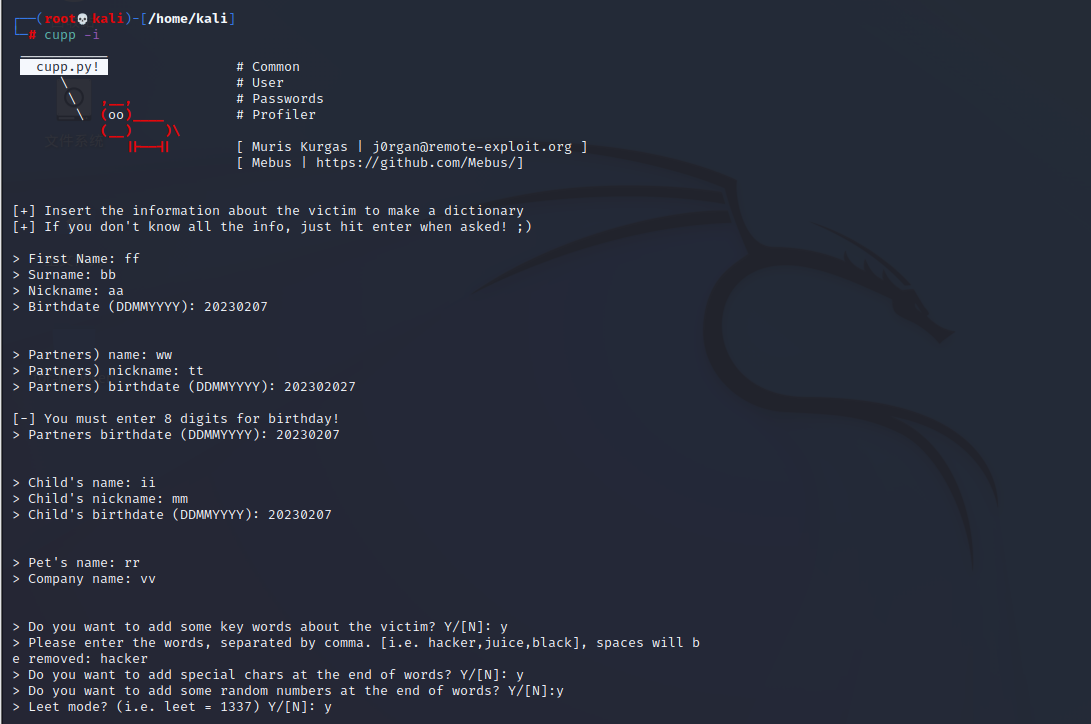 ┌──(root💀kali)-[/home/kali]
└─# cupp -i
 ___________
   cupp.py!                 # Common
      \                     # User
       \   ,__,             # Passwords
        \  (oo)____         # Profiler
           (__)    )\
文件系统      ||--||        [ Muris Kurgas | j0rgan@remote-exploit.org ]
                            [ Mebus | https://github.com/Mebus/]
[+] Insert the information about the victim to make a dictionary
[+] If you don't know all the info, just hit enter when asked! ;)
> First Name: ff
> Surname: bb
> Nickname: aa
> Birthdate (DDMMYYYY): 20230207
> Partners) name: ww
> Partners) nickname: tt
> Partners) birthdate (DDMMYYYY): 202302027
[-] You must enter 8 digits for birthday!
> Partners birthdate (DDMMYYYY): 20230207
> Child's name: ii
> Child's nickname: mm
> Child's birthdate (DDMMYYYY): 20230207
> Pet's name: rr
> Company name: vv
> Do you want to add some key words about the victim? Y/[N]: y
> Please enter the words, separated by comma. [i.e. hacker,juice,black], spaces will b
e removed: hacker
> Do you want to add special chars at the end of words? Y/[N]: y
> Do you want to add some random numbers at the end of words? Y/[N]:y
> Leet mode? (i.e. leet = 1337) Y/[N]: y